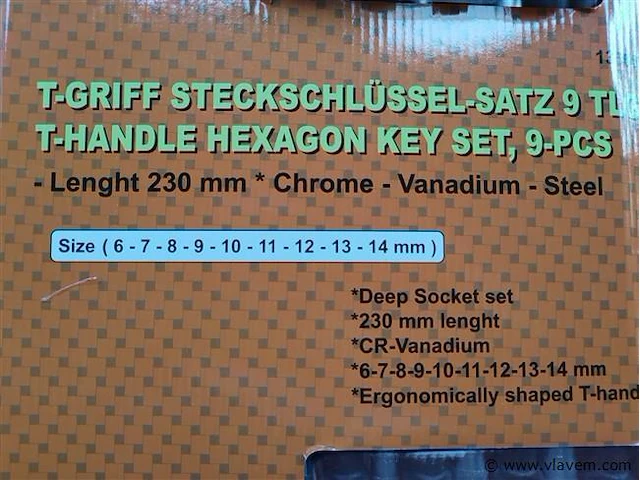 T-GRIFF STECKSCHLÜSSEL-SATZ 9
T-HANDLE HEXAGON KEY SET, 9-PCS
- Lenght 230 mm * Chrome - Vanadium - Steel
Size ( 6 - 7 - 8 - 9 - 10 - 11 - 12 - 13 - 14 mm )
*Deep Socket set
*230 mm lenght
*CR-Vanadium
*6-7-8-9-10-11-12-13-14 mm
*Ergonomically shaped T-hand
© www.vlavem.com